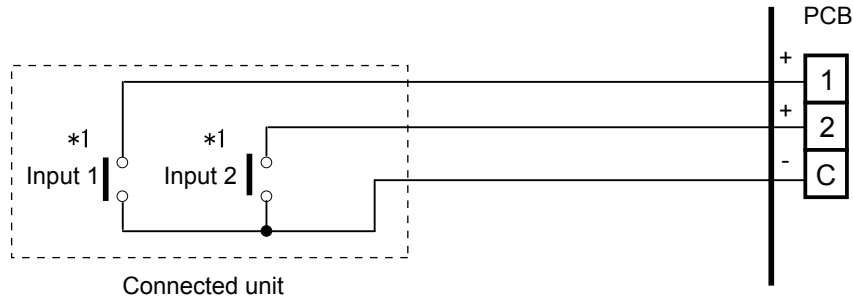 PCB
+
1
+
2
-
C
*1
Input 1
*1
Input 2
Connected unit